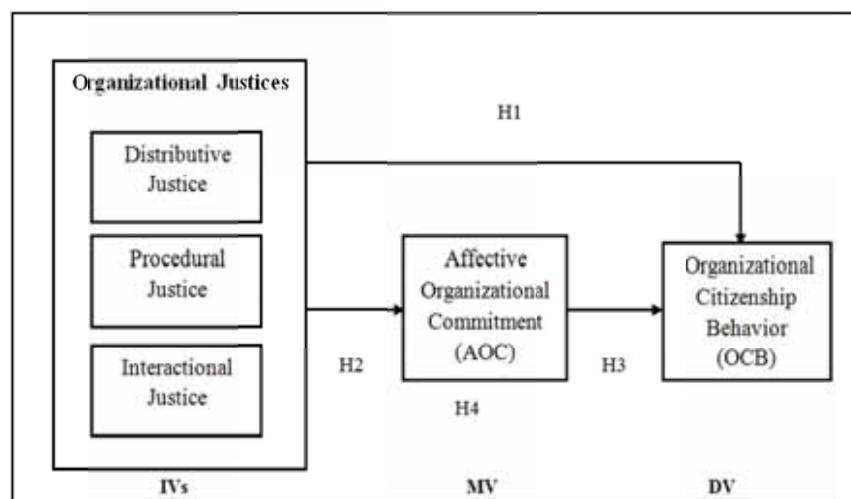 Organizational Justices
H1
Distributive
Justice
Procedural
Justice
Interactional
Justice
H2
Affective
Organizational
Commitment
(AOC)
H3
H4
Organizational
Citizenship
Behavior
(OCB)
IVs
MV
DV